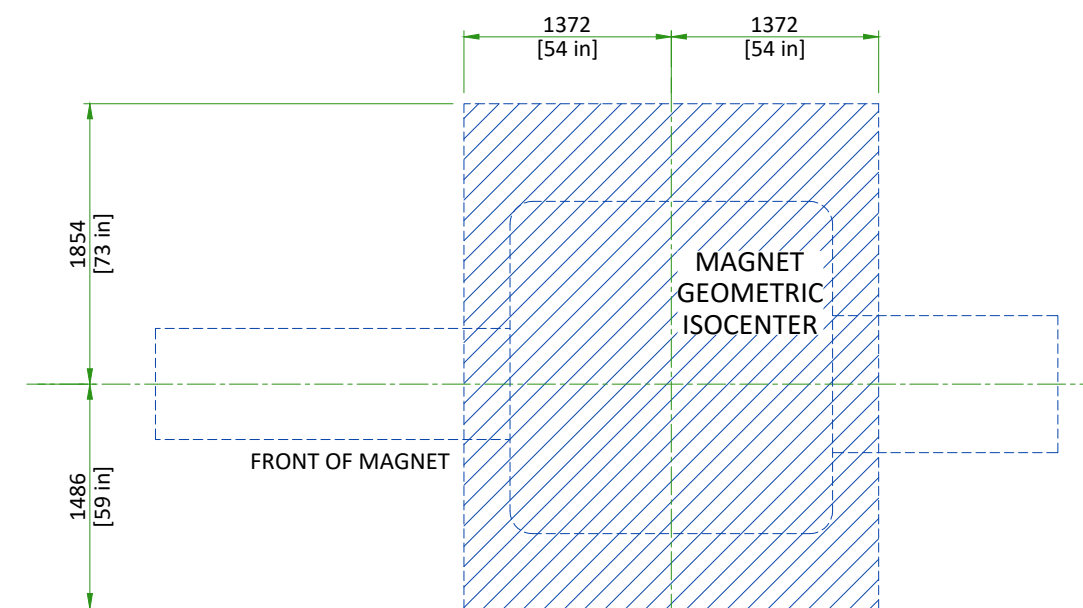 1372
[54 in]
1372
[54 in]
1854
[73 in]
MAGNET
GEOMETRIC
ISOCENTER
FRONT OF MAGNET
1486
[59 in]